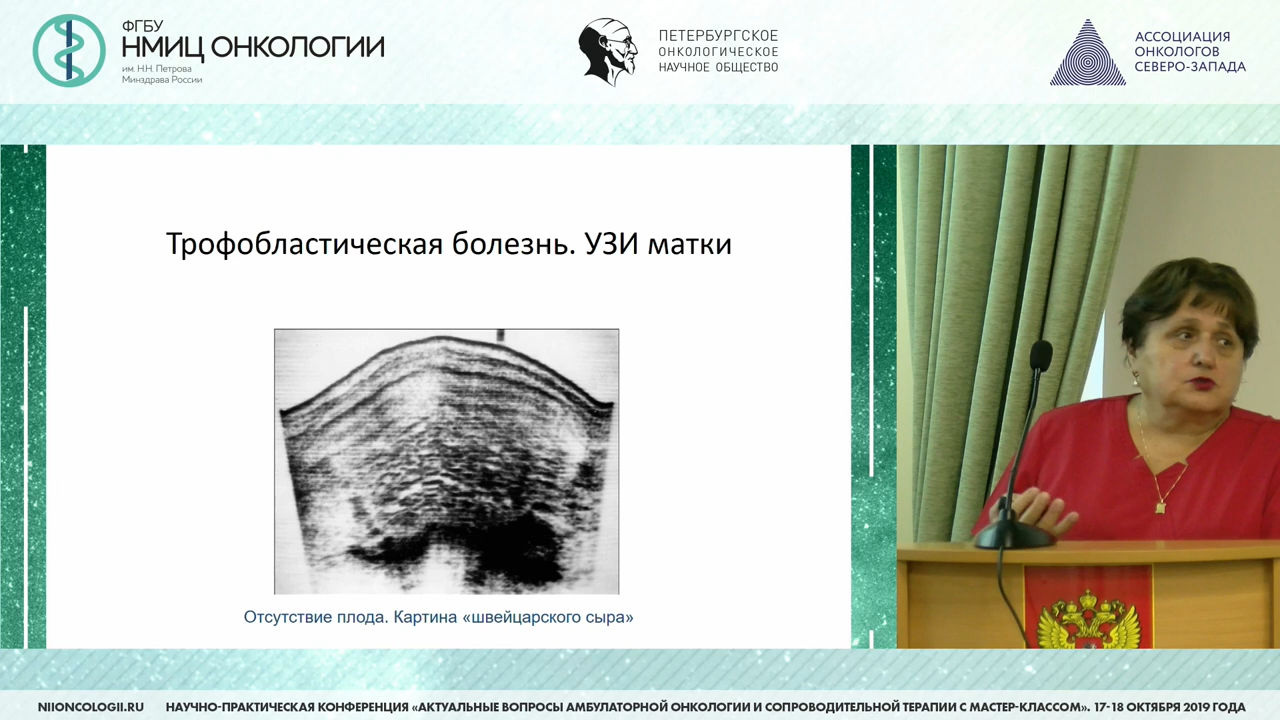 ФГБУ
НМИЦ ОНКОЛОГИИ
им. Н.Н. Петрова
Минздрава России
ПЕТЕРБУРГСКОЕ
ОНКОЛОГИЧЕСКОЕ
НАУЧНОЕ ОБЩЕСТВО
АССОЦИАЦИЯ
ОНКОЛОГОВ
СЕВЕРО-ЗАПАДА
Трофобластическая болезнь. УЗИ матки
Отсутствие плода. Картина «швейцарского сыра»
NIIONCOLOGII.RU НАУЧНО-ПРАКТИЧЕСКАЯ КОНФЕРЕНЦИЯ «АКТУАЛЬНЫЕ ВОПРОСЫ АМБУЛАТОРНОЙ ОНКОЛОГИИ И СОПРОВОДИТЕЛЬНОЙ ТЕРАПИИ С МАСТЕР-КЛАССОМ». 17-18 ОКТЯБРЯ 2019 ГОДА